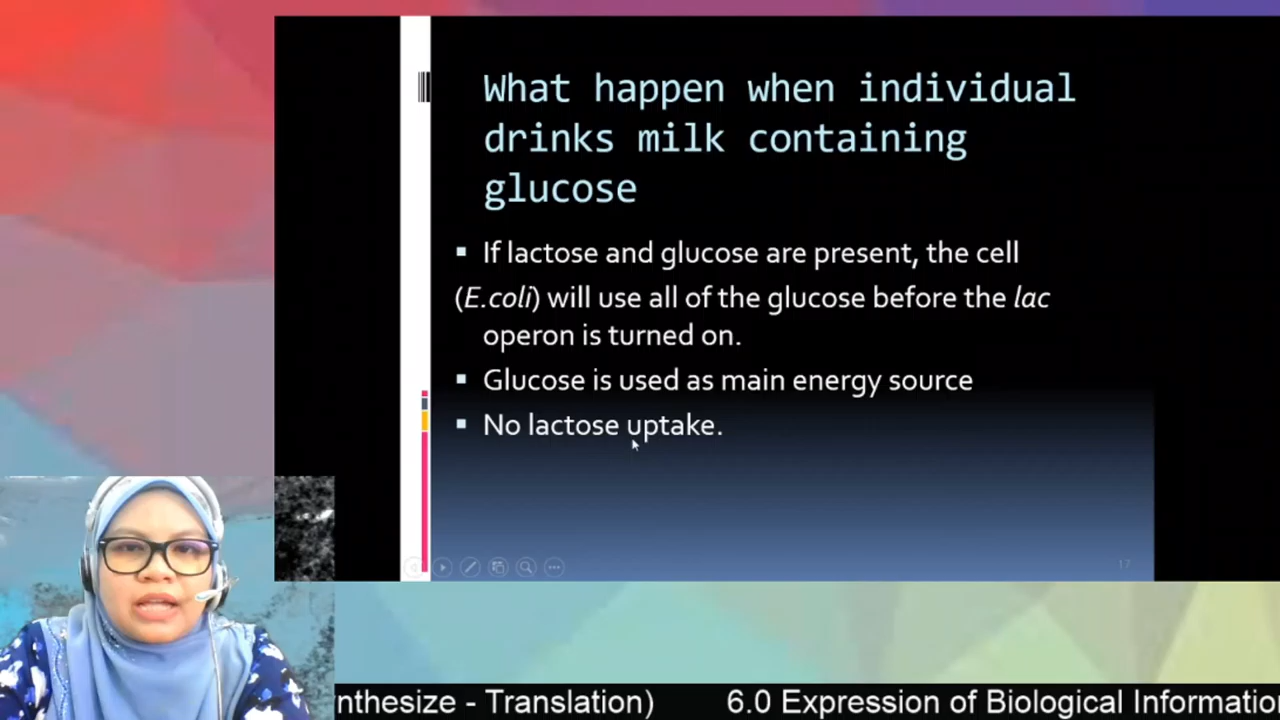 What happen when individual
drinks milk containing
glucose
▪ If lactose and glucose are present, the cell
(E.coli) will use all of the glucose before the lac
operon is turned on.
▪ Glucose is used as main energy source
▪ No lactose uptake.
17
nthesize - Translation) 6.0 Expression of Biological Information